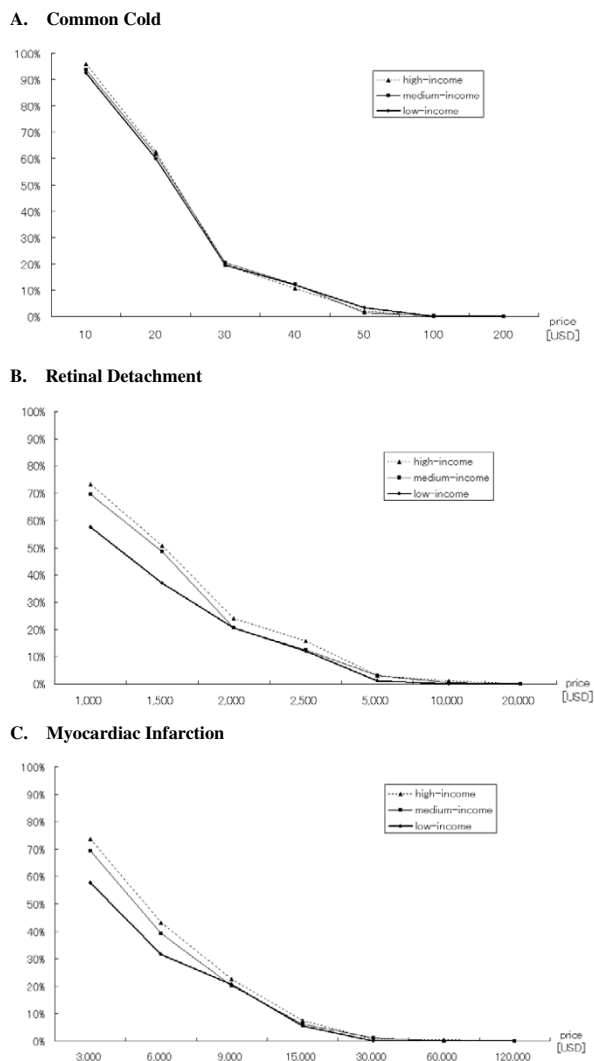 A. Common Cold
100%
90%
80%
70%
60%
50%
40%
30%
20%
10%
0%
high-income
medium-income
low-income
10 20 30 40 50 100 200
price
[USD]
B. Retinal Detachment
100%
90%
80%
70%
60%
50%
40%
30%
20%
10%
0%
high-income
medium-income
low-income
1,000 1,500 2,000 2,500 5,000 10,000 20,000
price
[USD]
C. Myocardiac Infarction
100%
90%
80%
70%
60%
50%
40%
30%
20%
10%
0%
high-income
medium-income
low-income
3,000 6,000 9,000 15,000 30,000 60,000 120,000
price
[USD]